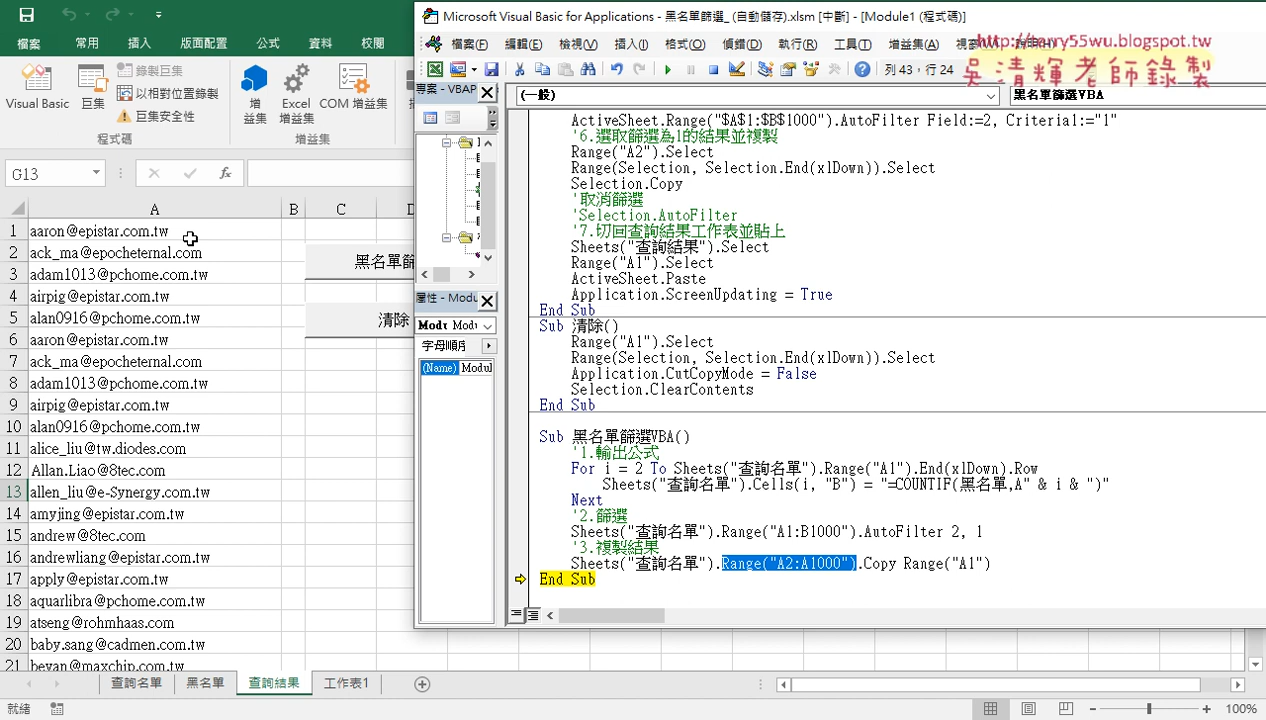 Microsoft Visual Basic for Applications - 黑名單篩選_(自動儲存).xlsm [中斷] - [Module1 (程式碼)]
http://terry55wu.blogspot.tw
吳清輝老師錄製
檔案 常用 插入 版面配置 公式 資料 校閱
檔案(F) 編輯(E) 檢視(V) 插入(I) 格式(O) 偵錯(D) 執行(R) 工具(T) 增益集(A)
錄製巨集
以相對位置錄製
巨集安全性
Visual Basic 巨集 增益集 Excel 增益集 COM 增益集
程式碼 增益集
列 43, 行 24
專案 - VBAP
(一般) 黑名單篩選VBA
G13 fx
A B C D
1 aaron@epistar.com.tw
2 ack_ma@epocheternal.com
3 adam1013@pchome.com.tw
4 airpig@epistar.com.tw
5 alan0916@pchome.com.tw
6 aaron@epistar.com.tw
7 ack_ma@epocheternal.com
8 adam1013@pchome.com.tw
9 airpig@epistar.com.tw
10 alan0916@pchome.com.tw
11 alice_liu@tw.diodes.com
12 Allan.Liao@8tec.com
13 allen_liu@e-Synergy.com.tw
14 amyjing@epistar.com.tw
15 andrew@8tec.com
16 andrewliang@epistar.com.tw
17 apply@epistar.com.tw
18 aquarlibra@pchome.com.tw
19 atseng@rohmhaas.com
20 baby.sang@cadmen.com.tw
21 bevan@maxchip.com.tw
黑名單篩
清除
屬性 - Modu
Modu Modu
字母順序
(Name) Modul
ActiveSheet.Range("$A$1:$B$1000").AutoFilter Field:=2, Criteria1:="1"
'6.選取篩選為1的結果並複製
Range("A2").Select
Range(Selection, Selection.End(xlDown)).Select
Selection.Copy
'取消篩選
'Selection.AutoFilter
'7.切回查詢結果工作表並貼上
Sheets("查詢結果").Select
Range("A1").Select
ActiveSheet.Paste
Application.ScreenUpdating = True
End Sub
Sub 清除()
Range("A1").Select
Range(Selection, Selection.End(xlDown)).Select
Application.CutCopyMode = False
Selection.ClearContents
End Sub
Sub 黑名單篩選VBA()
'1.輸出公式
For i = 2 To Sheets("查詢名單").Range("A1").End(xlDown).Row
Sheets("查詢名單").Cells(i, "B") = "=COUNTIF(黑名單,A" & i & ")"
Next
'2.篩選
Sheets("查詢名單").Range("A1:B1000").AutoFilter 2, 1
'3.複製結果
Sheets("查詢名單").Range("A2:A1000").Copy Range("A1")
End Sub
查詢名單 黑名單 查詢結果 工作表1
就緒 100%